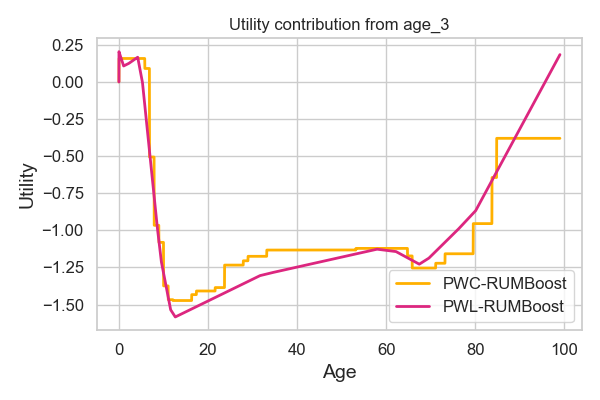 Utility contribution from age_3
0.25
0.00
−0.25
−0.50
−0.75
−1.00
−1.25
−1.50
Utility
0 20 40 60 80 100
Age
PWC-RUMBoost
PWL-RUMBoost